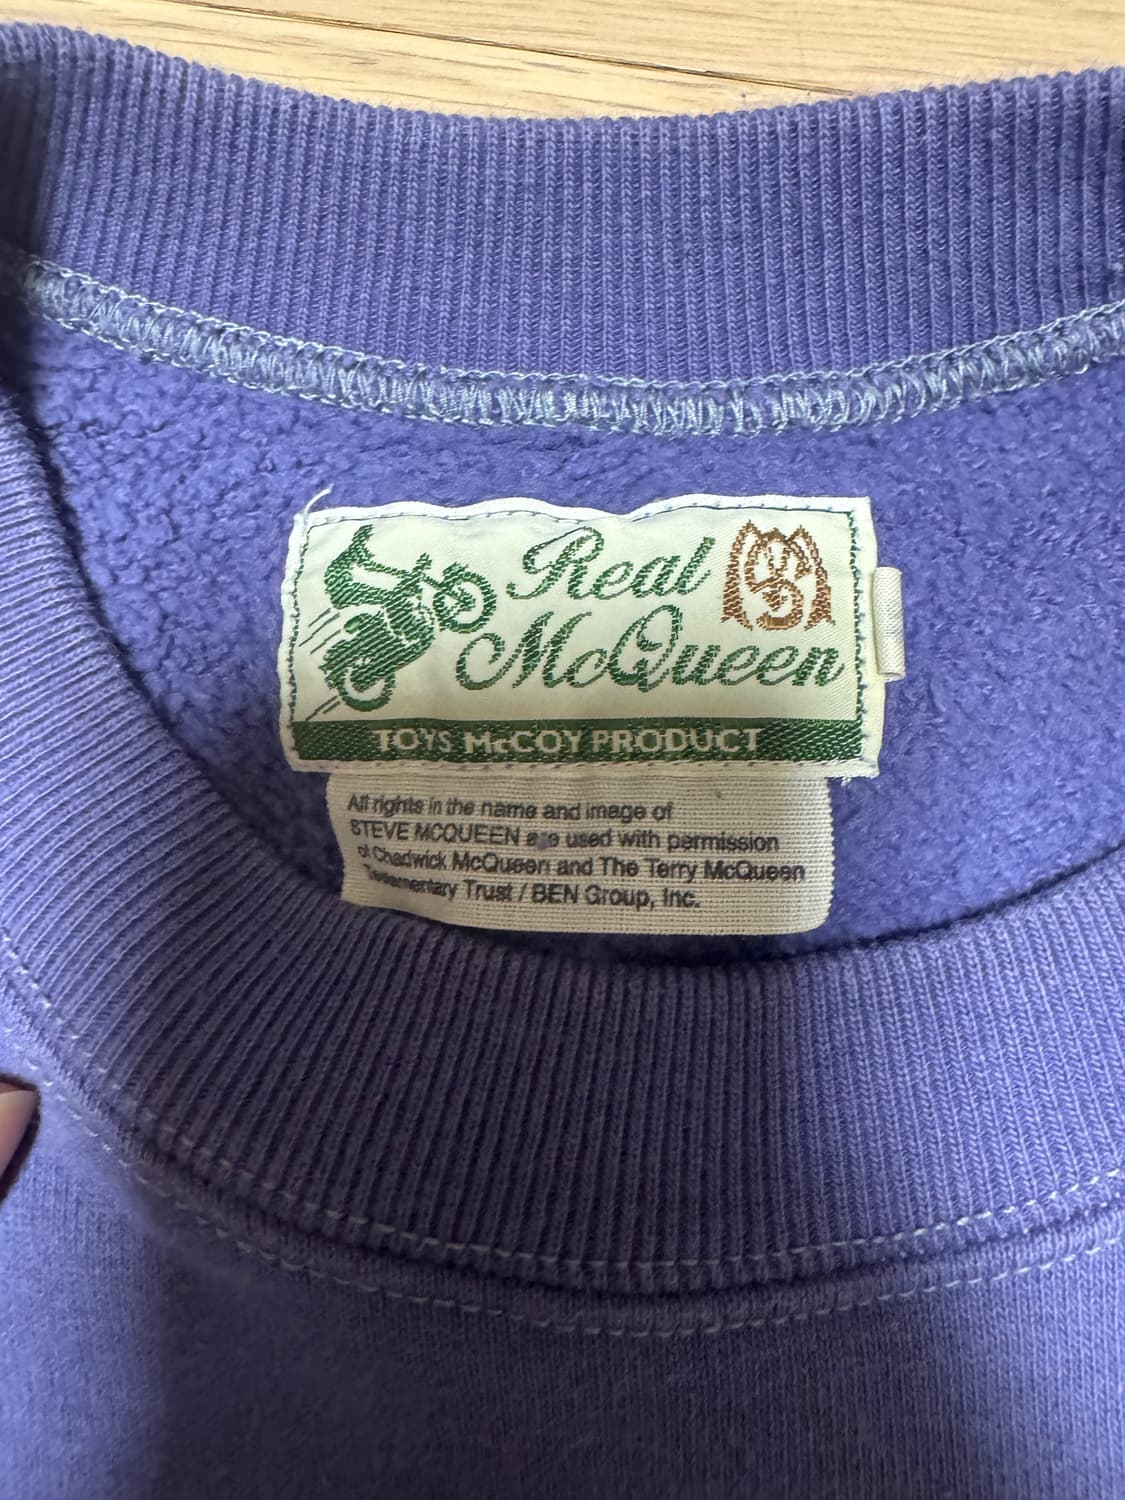 Real
McQueen
TOYS McCOY PRODUCT
All rights in the name and image of
STEVE MCQUEEN are used with permission
of Chadwick McQueen and The Terry McQueen
Testamentary Trust / BEN Group, Inc.